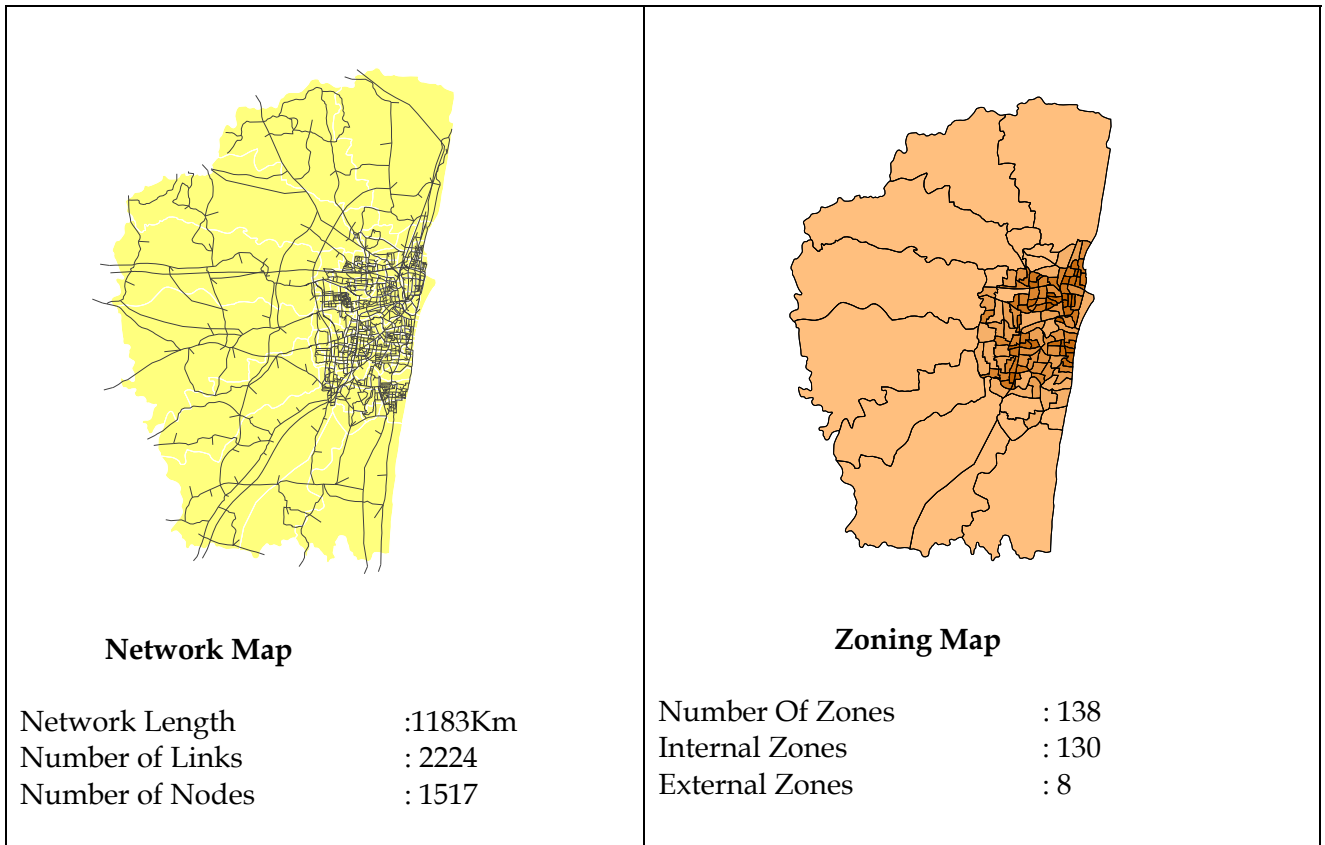 Network Map
Network Length :1183Km
Number of Links : 2224
Number of Nodes : 1517
Zoning Map
Number Of Zones : 138
Internal Zones : 130
External Zones : 8